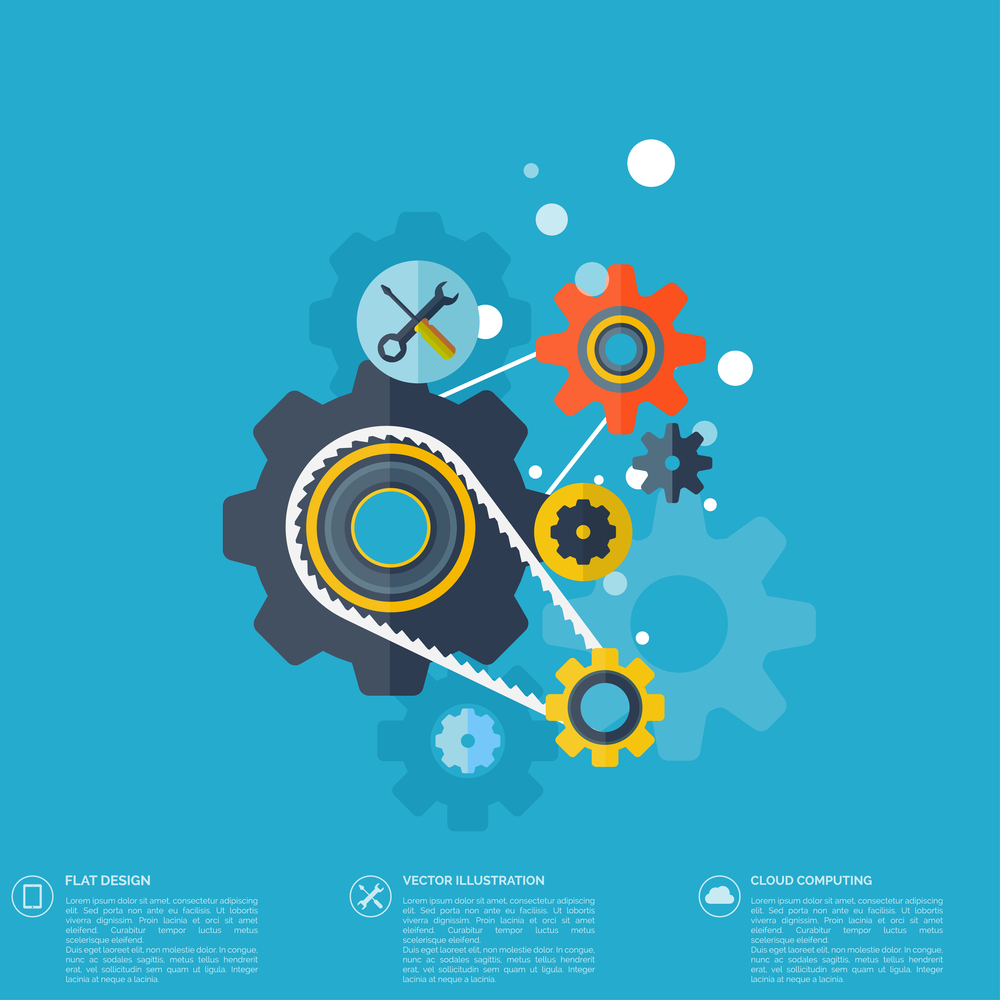 FLAT DESIGN
Lorem ipsum dolor sit amet, consectetur adipiscing
elit. Sed porta non ante eu facilisis. Ut lobortis
viverra dignissim. Proin lacinia et orci sit amet
eleifend. Curabitur tempor luctus metus
scelerisque eleifend.
Duis eget laoreet enim, non molestie dolor. In congue,
nunc ac sodales sagittis, metus tellus hendrerit
erat, vel sollicitudin sem quam ut ligula. Integer
lacinia at neque a lacinia.
VECTOR ILLUSTRATION
Lorem ipsum dolor sit amet, consectetur adipiscing
elit. Sed porta non ante eu facilisis. Ut lobortis
viverra dignissim. Proin lacinia et orci sit amet
eleifend. Curabitur tempor luctus metus
scelerisque eleifend.
Duis eget laoreet enim, non molestie dolor. In congue,
nunc ac sodales sagittis, metus tellus hendrerit
erat, vel sollicitudin sem quam ut ligula. Integer
lacinia at neque a lacinia.
CLOUD COMPUTING
Lorem ipsum dolor sit amet, consectetur adipiscing
elit. Sed porta non ante eu facilisis. Ut lobortis
viverra dignissim. Proin lacinia et orci sit amet
eleifend. Curabitur tempor luctus metus
scelerisque eleifend.
Duis eget laoreet enim, non molestie dolor. In congue,
nunc ac sodales sagittis, metus tellus hendrerit
erat, vel sollicitudin sem quam ut ligula. Integer
lacinia at neque a lacinia.